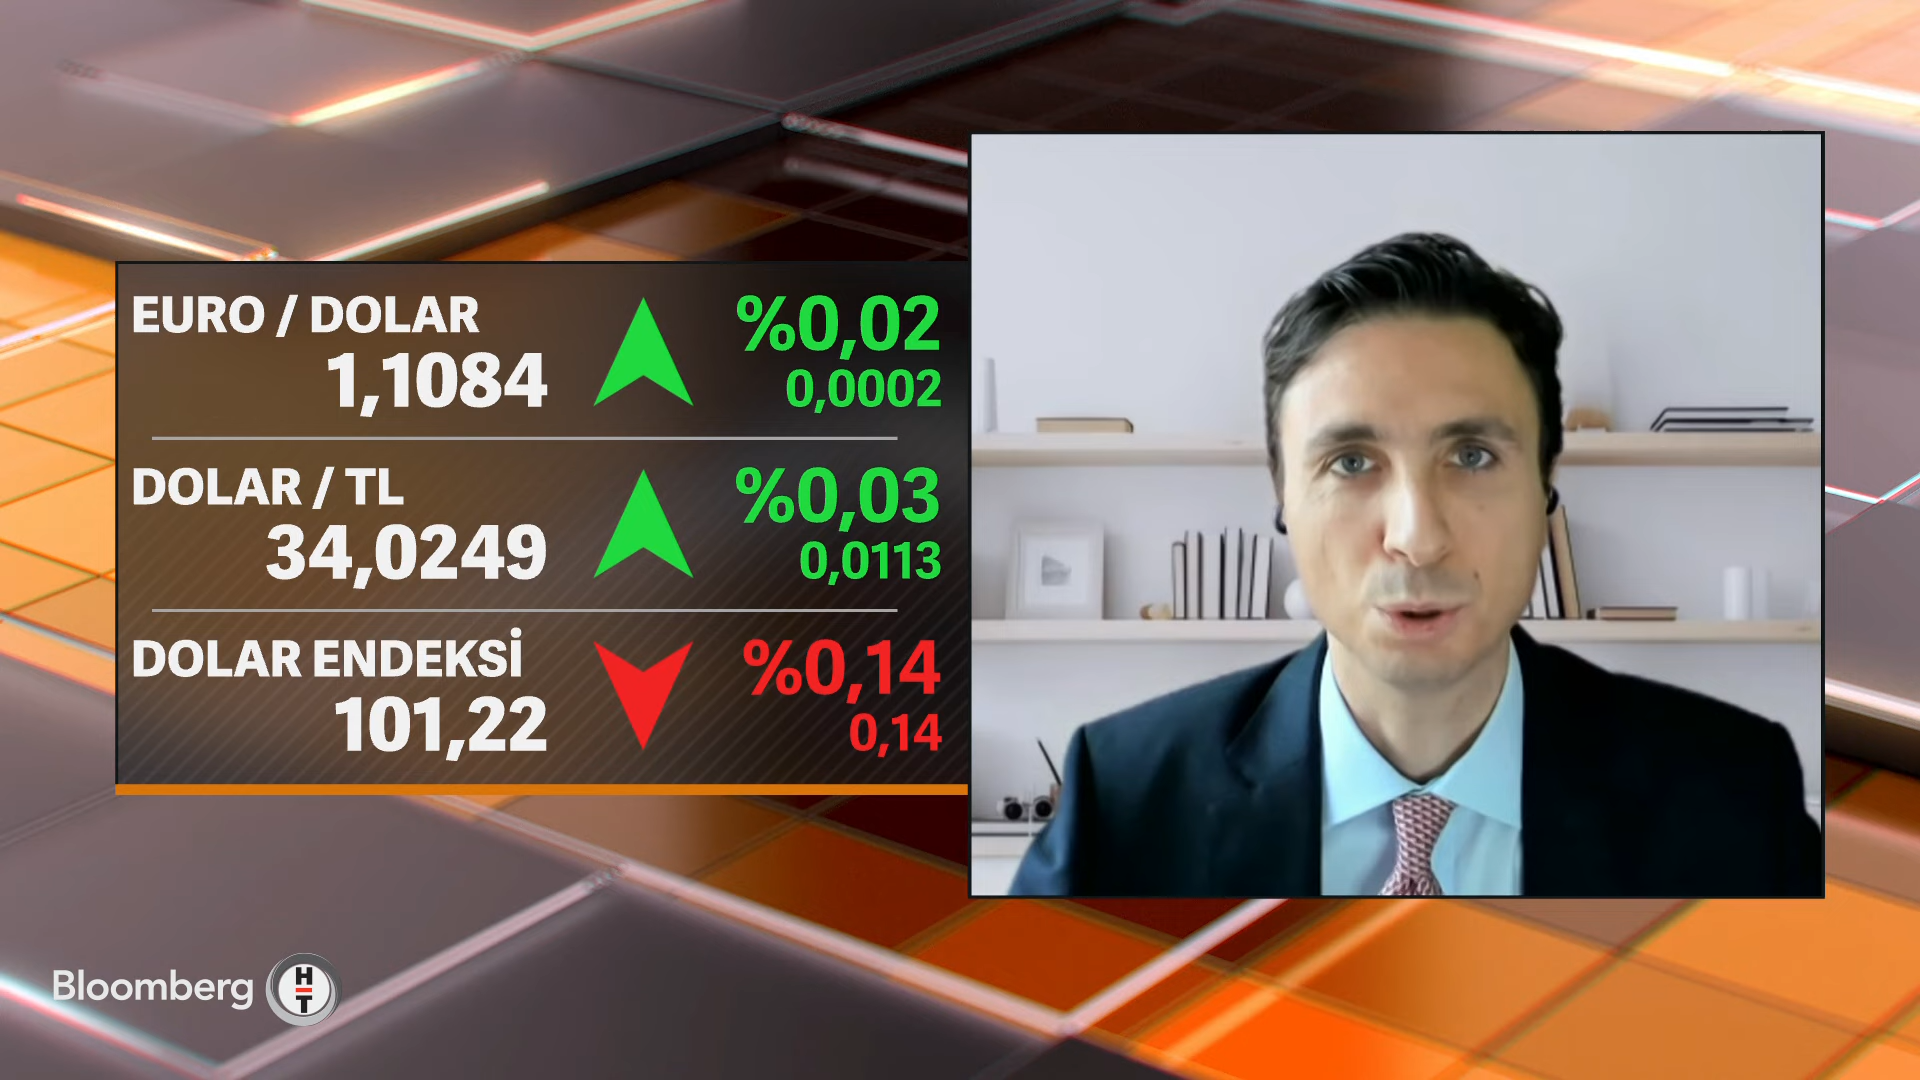 EURO / DOLAR
1,1084
%0,02
0,0002
DOLAR / TL
34,0249
%0,03
0,0113
DOLAR ENDEKSİ
101,22
%0,14
0,14
Bloomberg HT